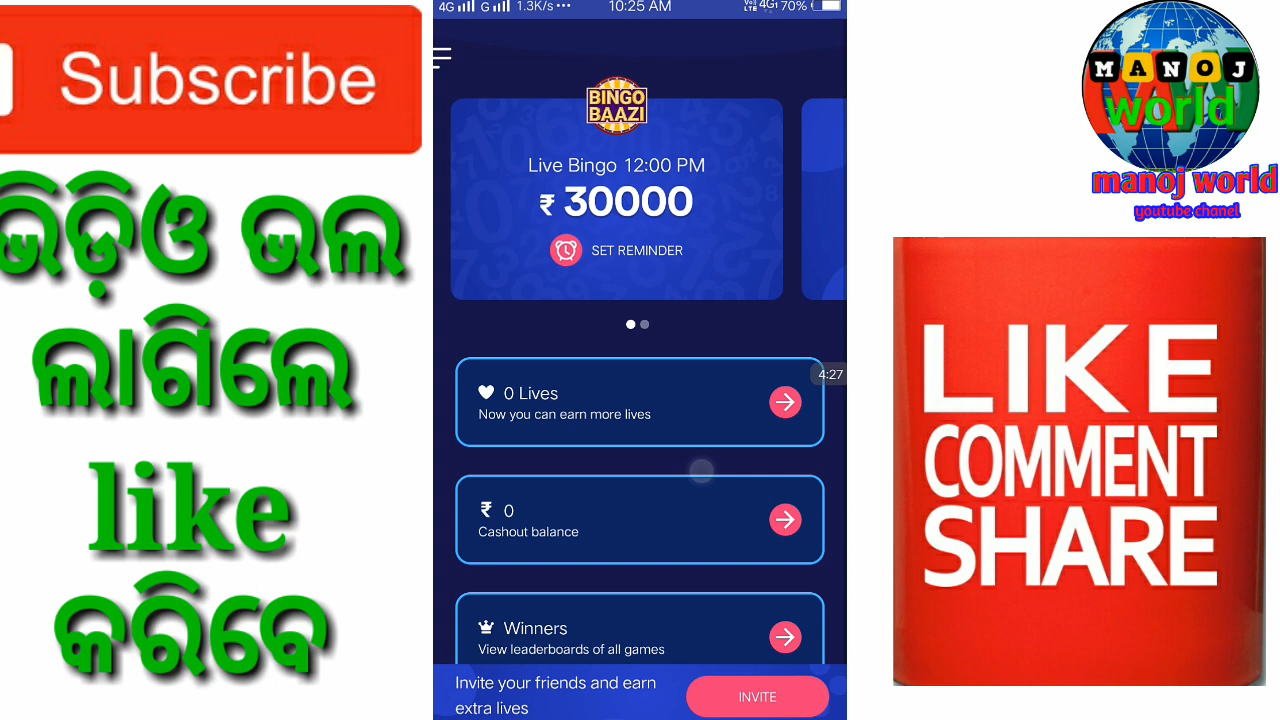 Subscribe
ଭିଡ଼ିଓ ଭଲ
ଲାଗିଲେ
like
କରିବେ
4G G 1.3K/s ••• 10:25 AM VoLTE 4G 70%
BINGO
BAAZI
Live Bingo 12:00 PM
₹ 30000
SET REMINDER
4:27
0 Lives
Now you can earn more lives
₹ 0
Cashout balance
Winners
View leaderboards of all games
Invite your friends and earn
extra lives
INVITE
MANOJ
world
manoj world
youtube chanel
LIKE
COMMENT
SHARE